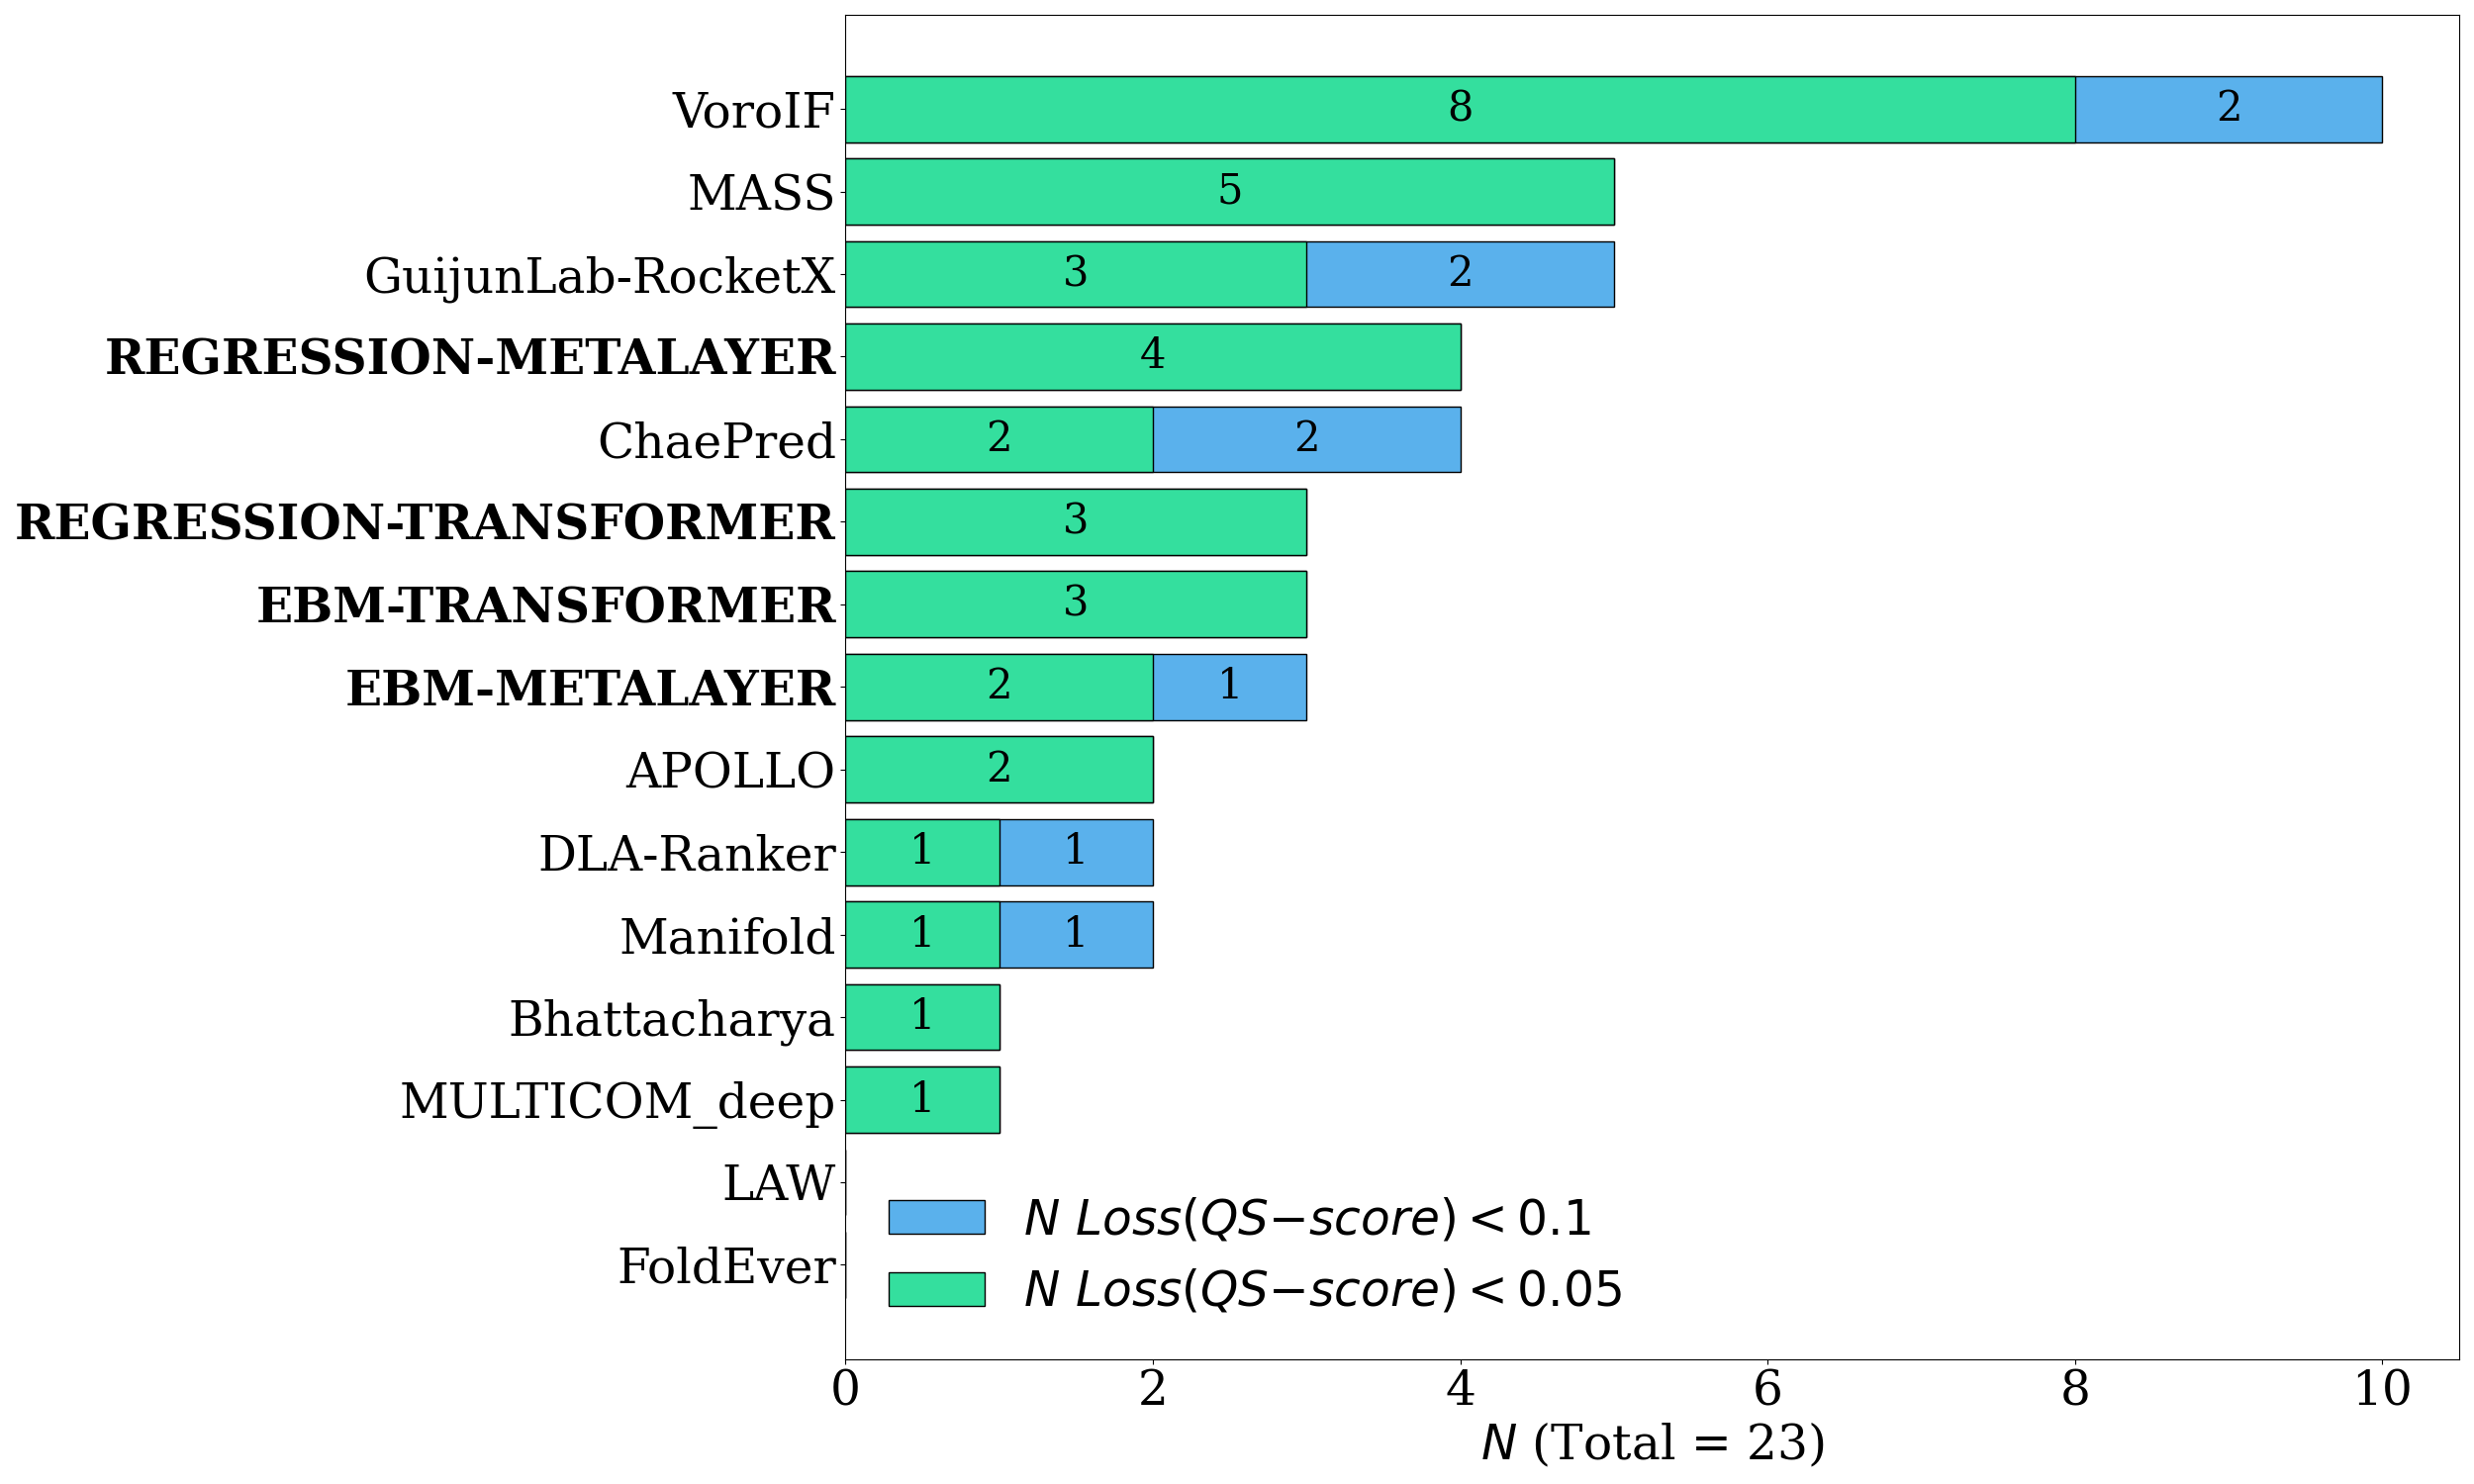 VoroIF 8 2
MASS 5
GuijunLab-RocketX 3 2
REGRESSION-METALAYER 4
ChaePred 2 2
REGRESSION-TRANSFORMER 3
EBM-TRANSFORMER 3
EBM-METALAYER 2 1
APOLLO 2
DLA-Ranker 1 1
Manifold 1 1
Bhattacharya 1
MULTICOM_deep 1
LAW
FoldEver
N Loss(QS−score) < 0.1
N Loss(QS−score) < 0.05
0 2 4 6 8 10
N (Total = 23)